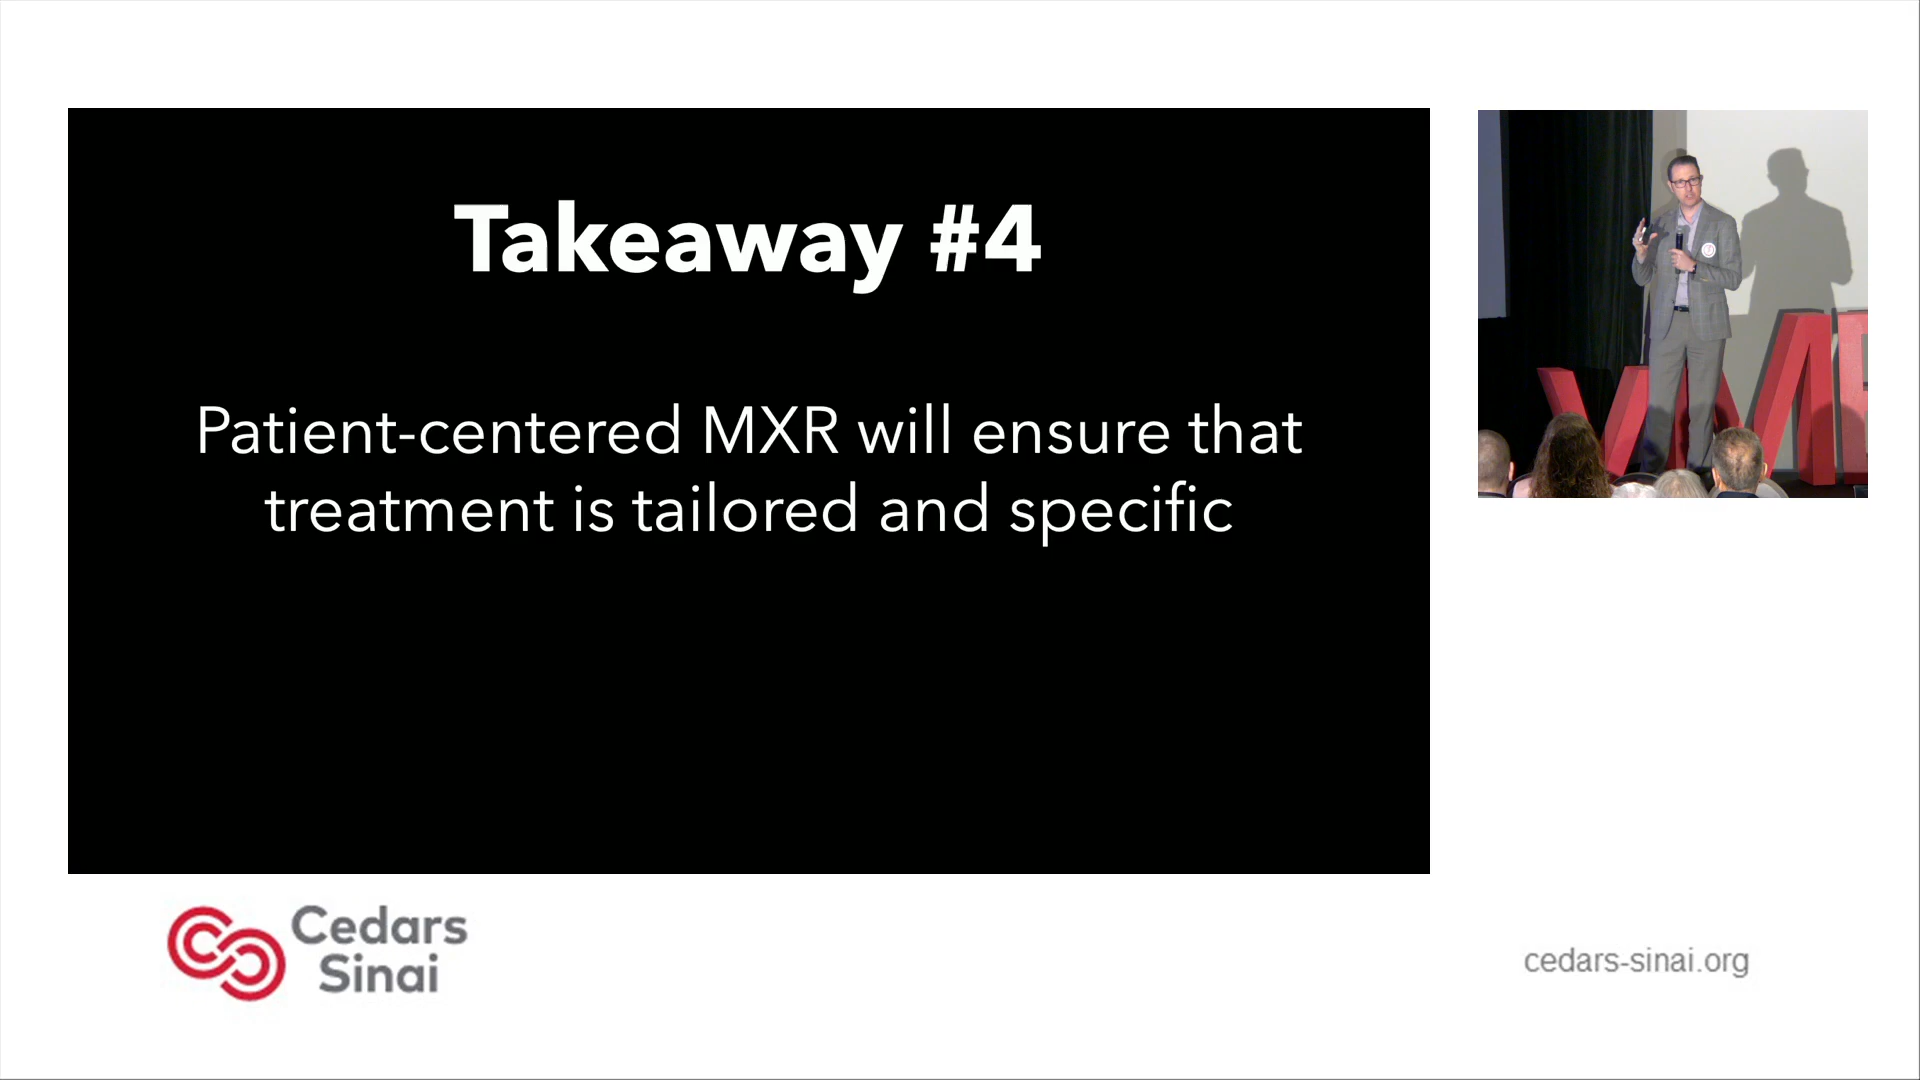 Takeaway #4
Patient-centered MXR will ensure that
treatment is tailored and specific
Cedars
Sinai
cedars-sinai.org